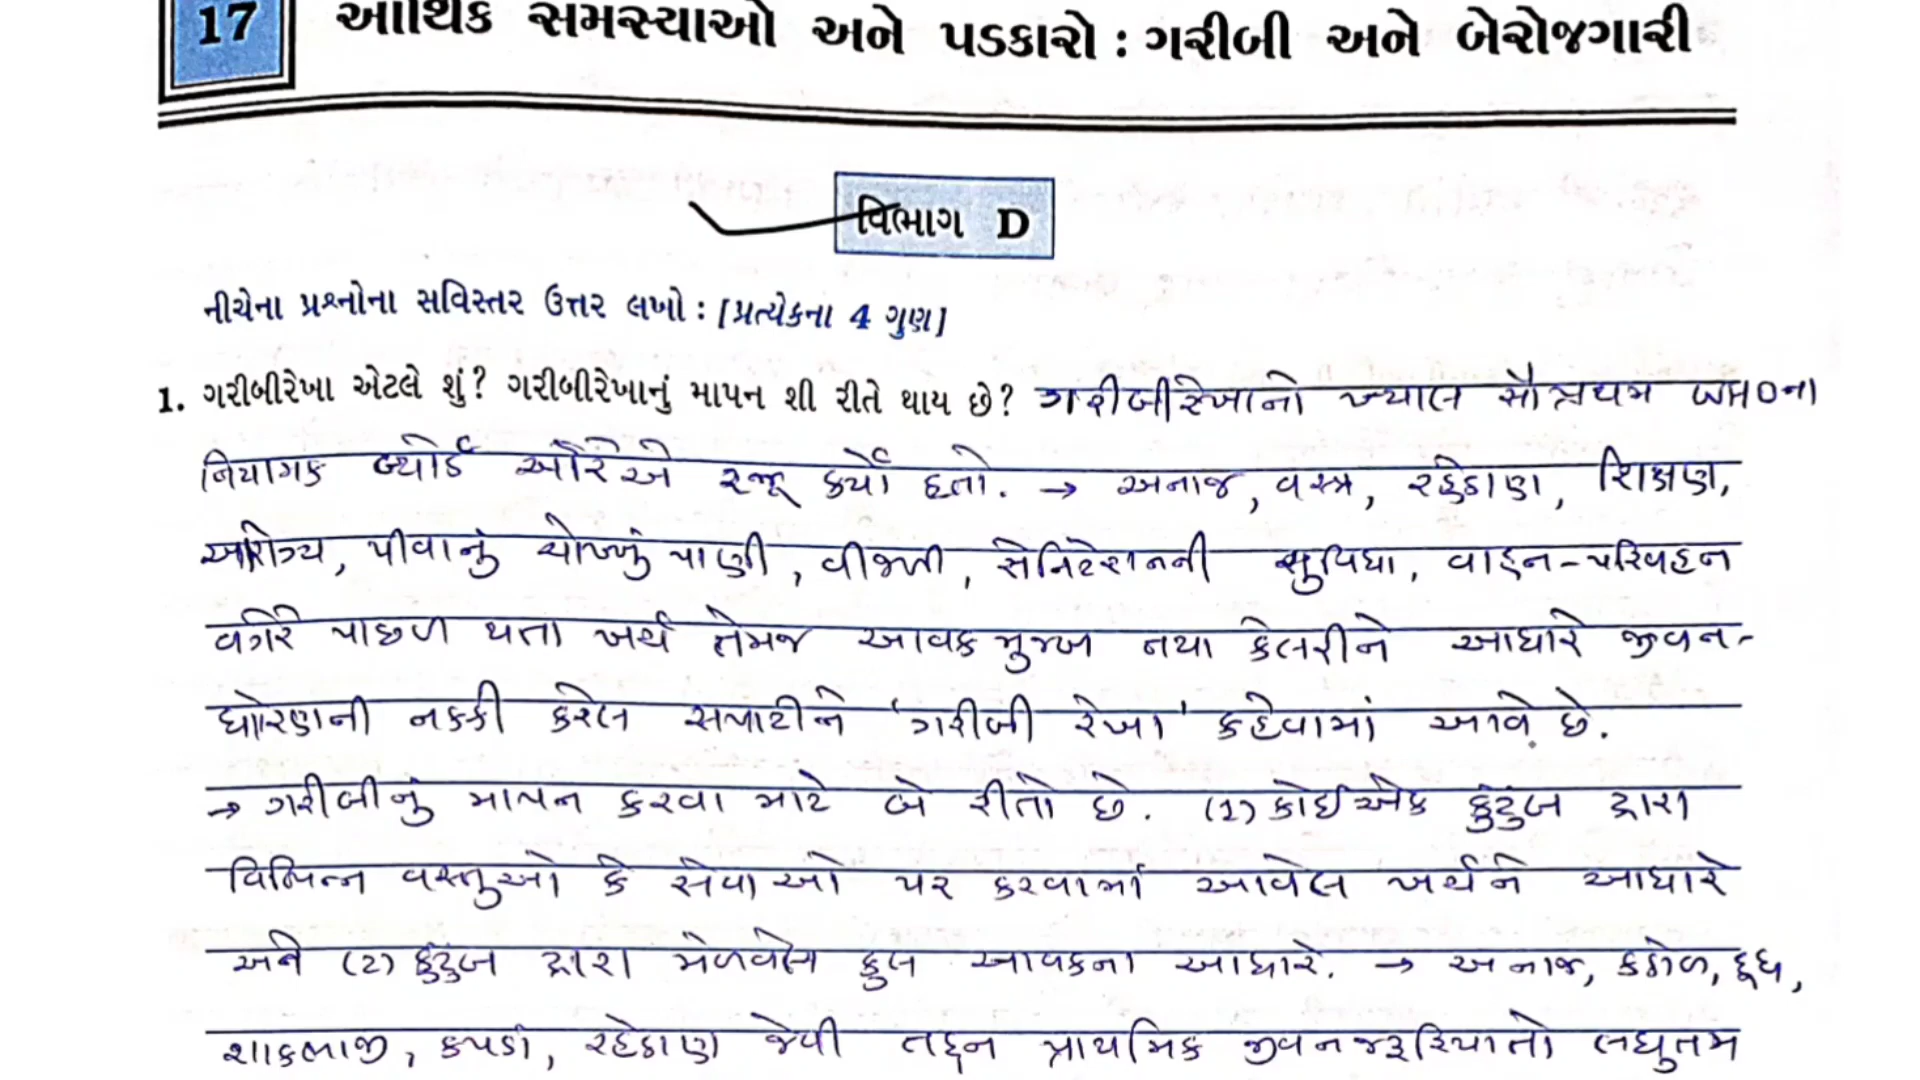 17 આર્થિક સમસ્યાઓ અને પડકારો : ગરીબી અને બેરોજગારી
વિભાગ D
નીચેના પ્રશ્નોના સવિસ્તર ઉત્તર લખો : [પ્રત્યેકના 4 ગુણ]
1. ગરીબીરેખા એટલે શું? ગરીબીરેખાનું માપન શી રીતે થાય છે? ગરીબીરેખાનો ખ્યાલ સૌપ્રથમ WHOના
નિયામક બ્યોર્ડ ઓરેએ રજૂ કર્યો હતો. → અનાજ, વસ્ત્ર, રહેઠાણ, શિક્ષણ,
આરોગ્ય, પીવાનું ચોખ્ખું પાણી, વીજળી, સેનિટેશનની સુવિધા, વાહન-પરિવહન
વગેરે પાછળ થતા ખર્ચ તેમજ આવક મુજબ તથા કેલરીને આધારે જીવન-
ધોરણની નક્કી કરેલ સપાટીને 'ગરીબી રેખા' કહેવામાં આવે છે.
→ ગરીબીનું માપન કરવા માટે બે રીતો છે. (1) કોઈ એક કુટુંબ દ્વારા
વિભિન્ન વસ્તુઓ કે સેવાઓ પર કરવામાં આવેલ ખર્ચને આધારે
અને (2) કુટુંબ દ્વારા મેળવેલ કુલ આવકના આધારે. → અનાજ, કઠોળ, દૂધ,
શાકભાજી, કપડાં, રહેઠાણ જેવી તદ્દન પ્રાથમિક જીવનજરૂરિયાતો લઘુતમ